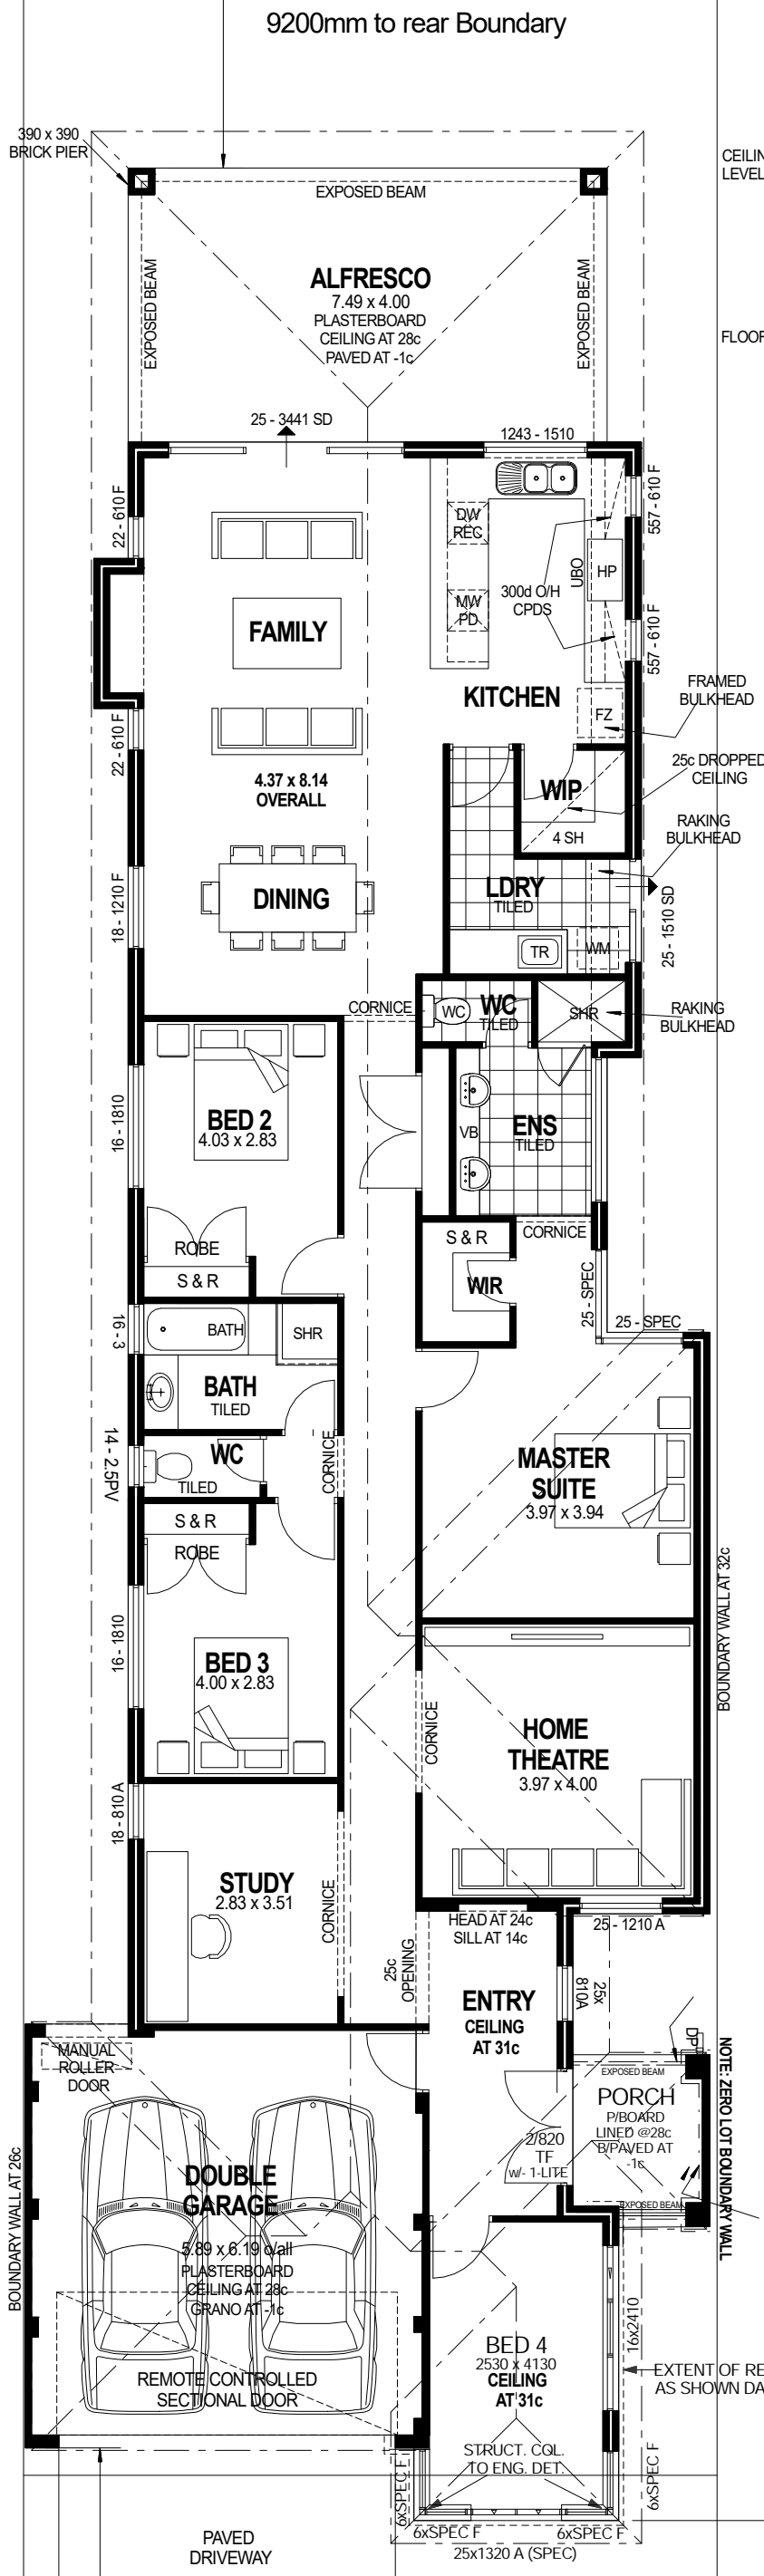 9200mm to rear Boundary
390 x 390
BRICK PIER
CEILIN
LEVEL
EXPOSED BEAM
EXPOSED BEAM
EXPOSED BEAM
ALFRESCO
7.49 x 4.00
PLASTERBOARD
CEILING AT 28c
PAVED AT -1c
FLOOR
25 - 3441 SD
1243 - 1510
22 - 610 F
557 - 610 F
DW
REC
UBO
HP
300d O/H
CPDS
MW
PD
FAMILY
557 - 610 F
KITCHEN
FZ
FRAMED
BULKHEAD
22 - 610 F
25c DROPPED
CEILING
WIP
4 SH
4.37 x 8.14
OVERALL
RAKING
BULKHEAD
18 - 1210 F
DINING
LDRY
TILED
25 - 1510 SD
TR
WM
CORNICE
WC
WC
TILED
SHR
RAKING
BULKHEAD
16 - 1810
BED 2
4.03 x 2.83
VB
ENS
TILED
ROBE
S & R
S & R
CORNICE
WIR
25 - SPEC
25 - SPEC
16 - 3
BATH
SHR
BATH
TILED
14 - 2.5PV
WC
TILED
CORNICE
MASTER
SUITE
3.97 x 3.94
S & R
ROBE
BOUNDARY WALL AT 32c
16 - 1810
BED 3
4.00 x 2.83
CORNICE
HOME
THEATRE
3.97 x 4.00
18 - 810 A
STUDY
2.83 x 3.51
CORNICE
HEAD AT 24c
SILL AT 14c
25 - 1210 A
25c
OPENING
ENTRY
CEILING
AT 31c
25x
810A
DP
NOTE: ZERO LOT BOUNDARY WALL
MANUAL
ROLLER
DOOR
EXPOSED BEAM
PORCH
P/BOARD
LINED @28c
B/PAVED AT
-1c
EXPOSED BEAM
2/820
TF
w/- 1-LITE
BOUNDARY WALL AT 26c
DOUBLE
GARAGE
5.89 x 6.19 o/all
PLASTERBOARD
CEILING AT 28c
GRANO AT -1c
REMOTE CONTROLLED
SECTIONAL DOOR
BED 4
2530 x 4130
CEILING
AT 31c
16x2410
EXTENT OF RE
AS SHOWN DA
STRUCT. COL.
TO ENG. DET.
6xSPEC F
6xSPEC F
6xSPEC F
6xSPEC F
25x1320 A (SPEC)
PAVED
DRIVEWAY